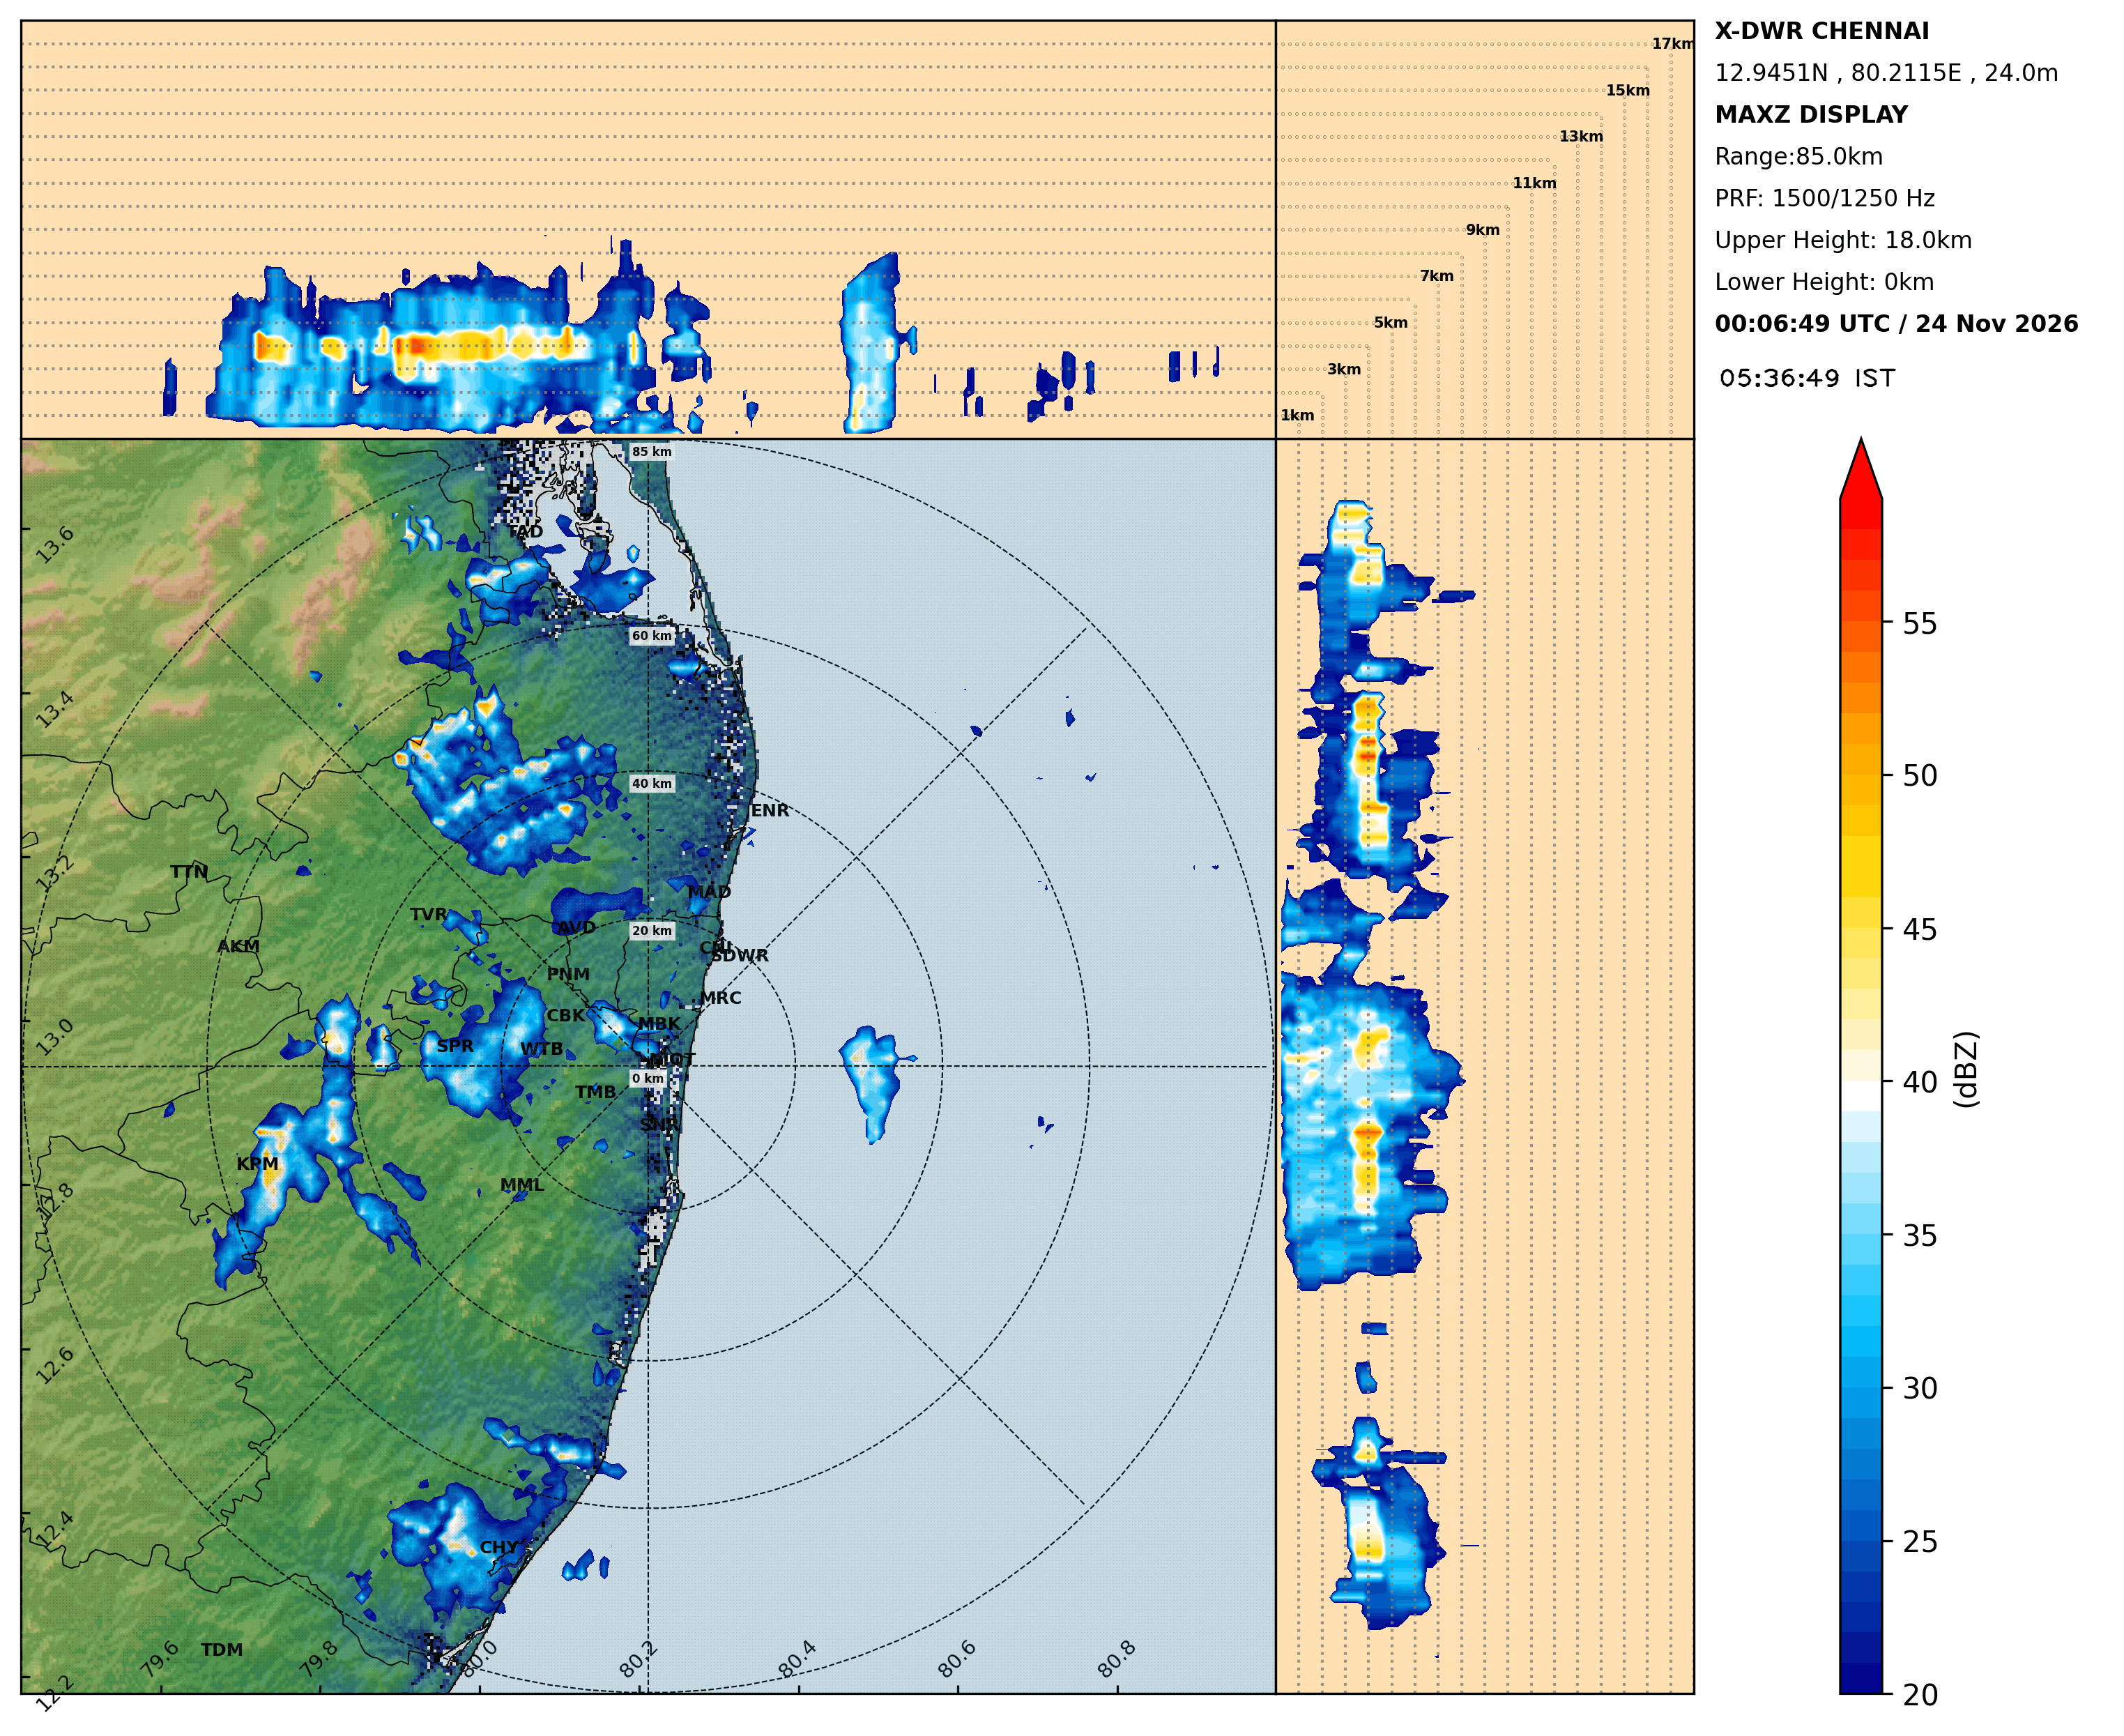 X-DWR CHENNAI
12.9451N , 80.2115E , 24.0m
MAXZ DISPLAY
Range:85.0km
PRF: 1500/1250 Hz
Upper Height: 18.0km
Lower Height: 0km
00:06:49 UTC / 24 Nov 2026
05:36:49 IST
17km
15km
13km
11km
9km
7km
5km
3km
1km
85 km
60 km
40 km
20 km
0 km
TAD
ENR
TTN
MAD
TVR
AVD
AKM
CNL
SDWR
PNM
MRC
CBK
MBK
SPR
WTB
NIOT
TMB
SNR
KPM
MML
CHY
TDM
13.6
13.4
13.2
13.0
12.8
12.6
12.4
12.2
79.6
79.8
80.0
80.2
80.4
80.6
80.8
55
50
45
40
35
30
25
20
(dBZ)